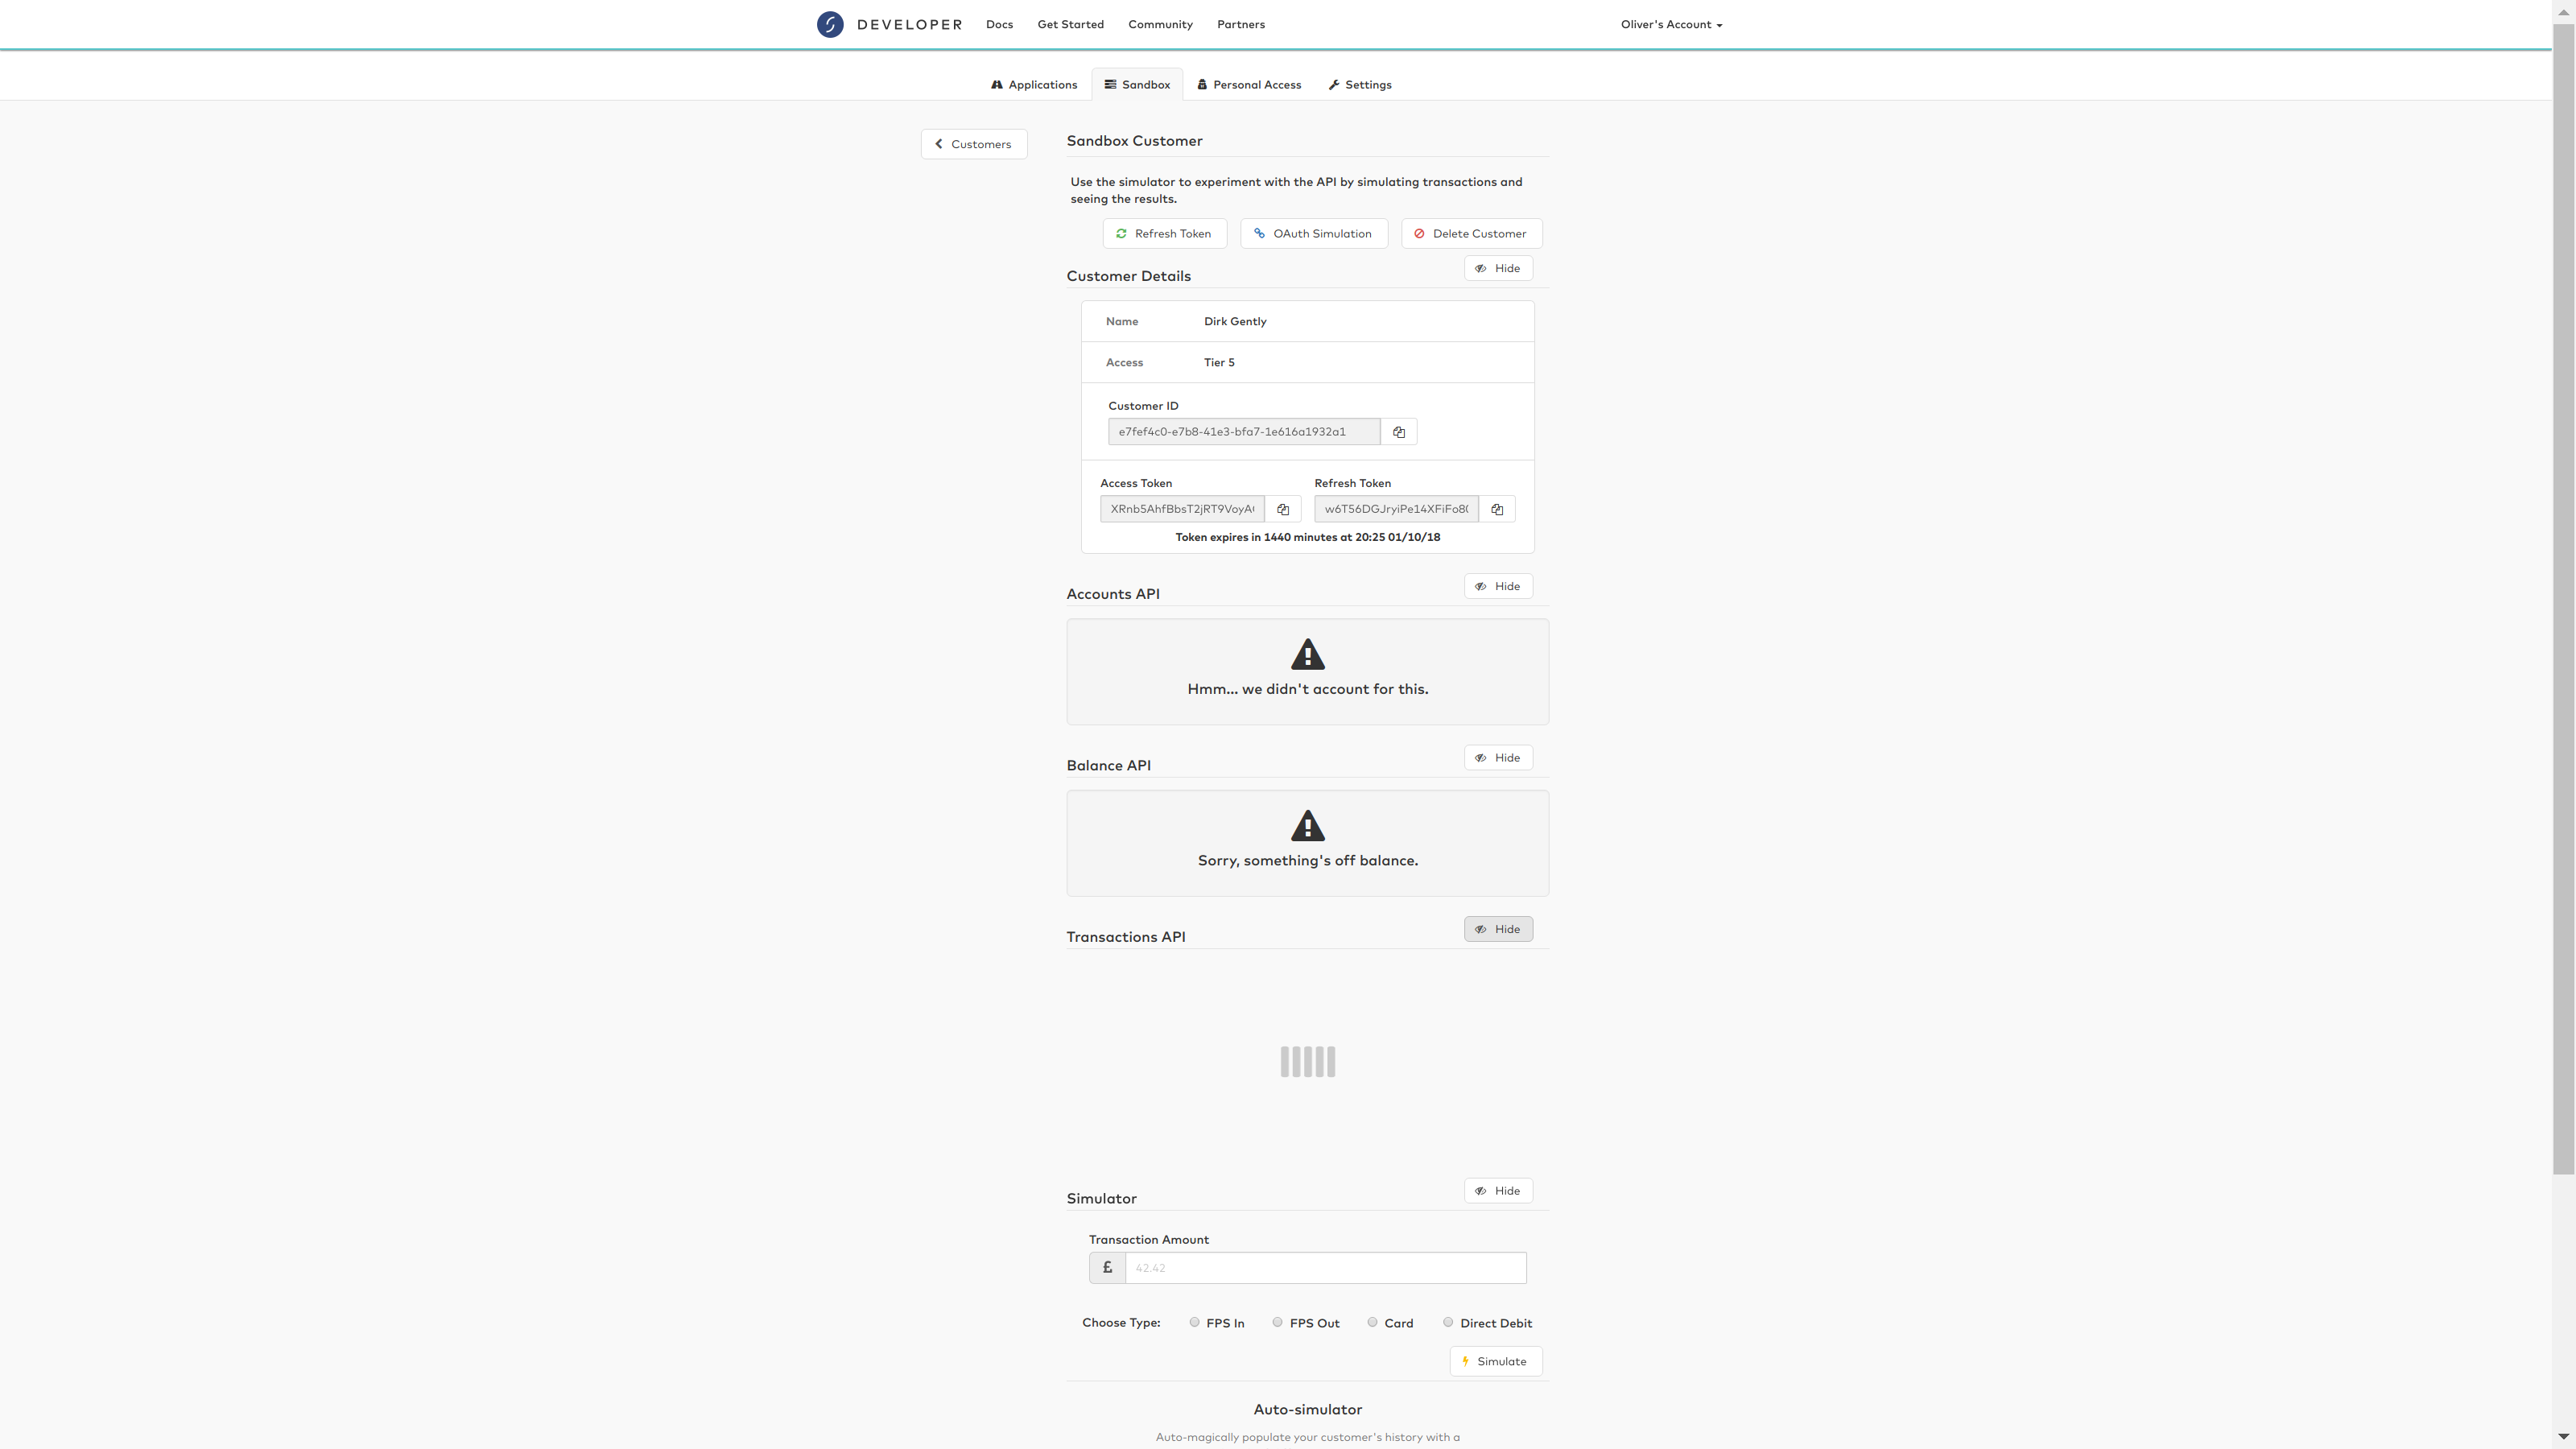 DEVELOPER Docs Get Started Community Partners Oliver's Account
Applications Sandbox Personal Access Settings
Customers
Sandbox Customer
Use the simulator to experiment with the API by simulating transactions and
seeing the results.
Refresh Token OAuth Simulation Delete Customer
Customer Details Hide
Name Dirk Gently
Access Tier 5
Customer ID
e7fef4c0-e7b8-41e3-bfa7-1e616a1932a1
Access Token Refresh Token
XRnb5AhfBbsT2jRT9VoyA w6T56DGJryiPe14XFiFo8
Token expires in 1440 minutes at 20:25 01/10/18
Accounts API Hide
Hmm... we didn't account for this.
Balance API Hide
Sorry, something's off balance.
Transactions API Hide
Simulator Hide
Transaction Amount
£ 42.42
Choose Type: FPS In FPS Out Card Direct Debit
Simulate
Auto-simulator
Auto-magically populate your customer's history with a